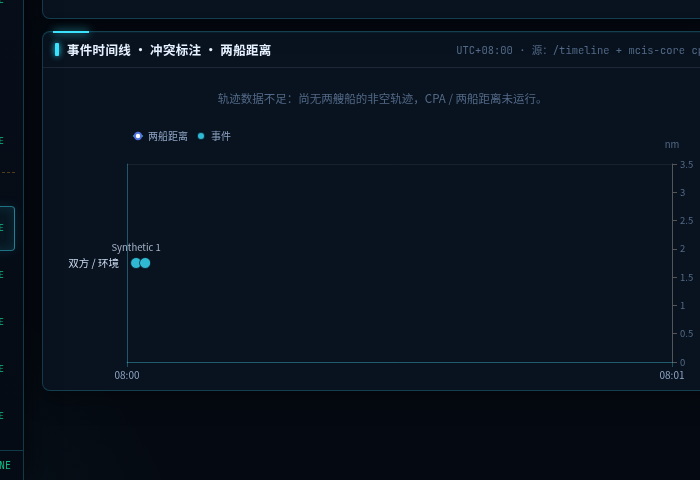 事件时间线 • 冲突标注 • 两船距离
UTC+08:00 · 源: /timeline + mcis-core
轨迹数据不足: 尚无两艘船的非空轨迹, CPA / 两船距离未运行。
两船距离 事件
nm
3.5
3
2.5
2
Synthetic 1
双方 / 环境
1.5
1
0.5
0
08:00
08:01
NE